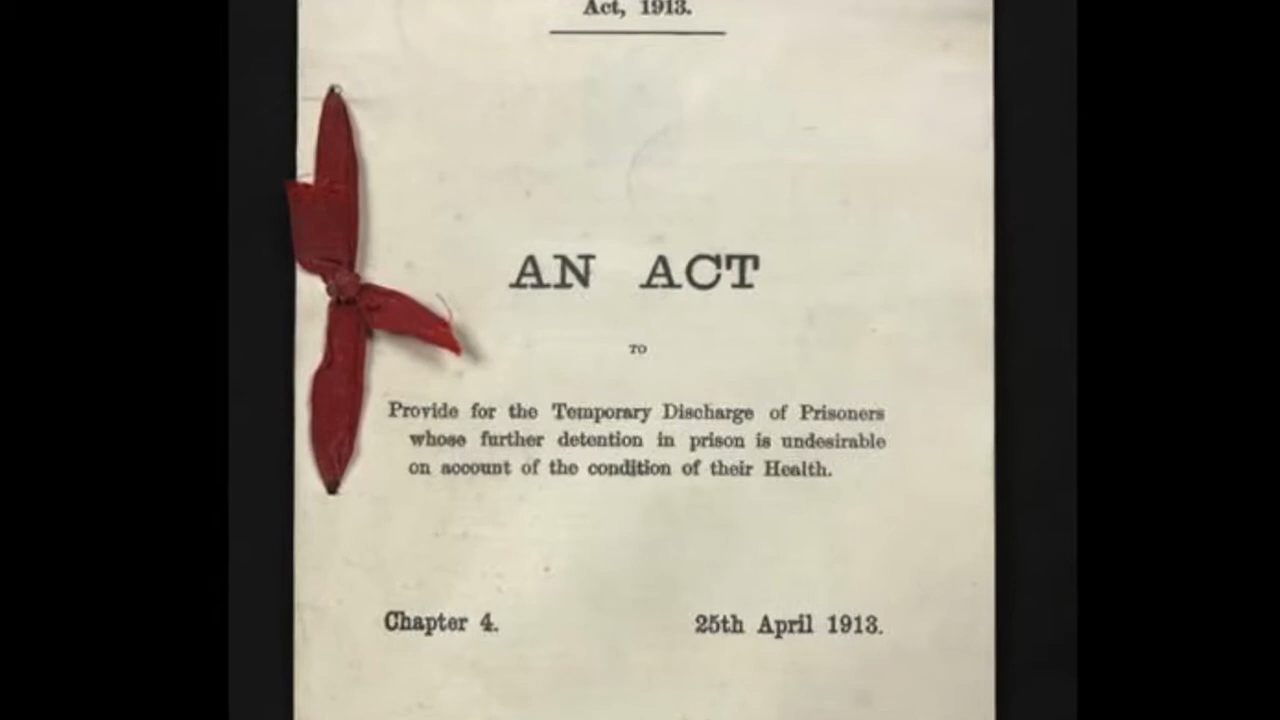 Act, 1913.
AN ACT
TO
Provide for the Temporary Discharge of Prisoners
whose further detention in prison is undesirable
on account of the condition of their Health.
Chapter 4. 25th April 1913.